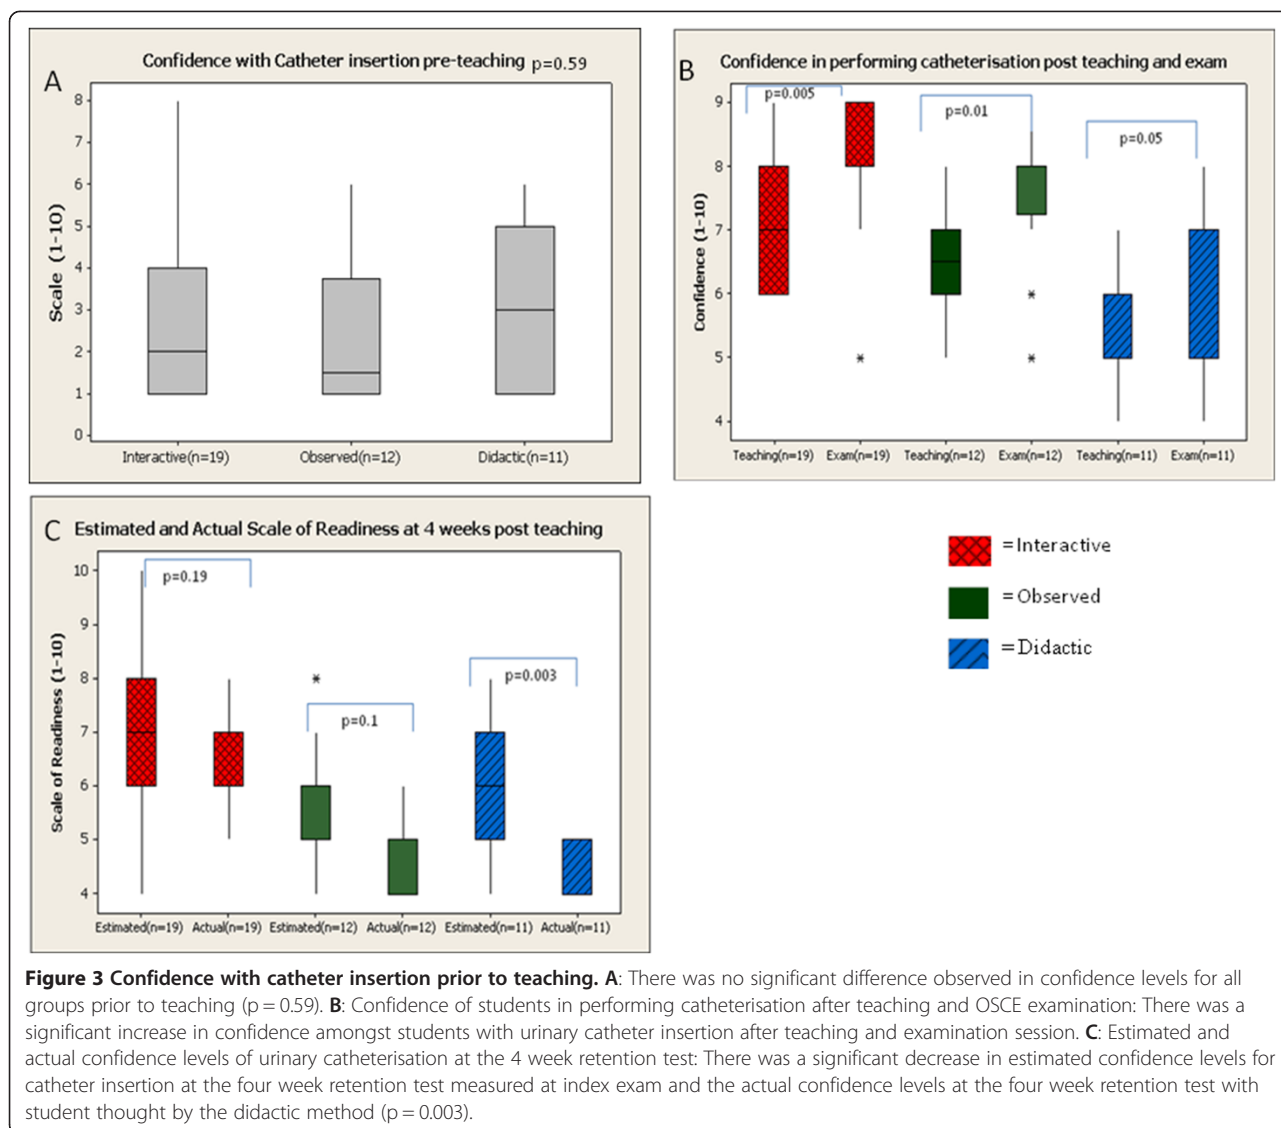 A
Confidence with Catheter insertion pre-teaching p=0.59
Scale (1-10)
8
7
6
5
4
3
2
1
0
Interactive(n=19) Observed(n=12) Didactic(n=11)
B
Confidence in performing catheterisation post teaching and exam
Confidence (1-10)
9
8
7
6
5
4
p=0.005
p=0.01
p=0.05
*
*
*
Teaching(n=19) Exam(n=19) Teaching(n=12) Exam(n=12) Teaching(n=11) Exam(n=11)
C Estimated and Actual Scale of Readiness at 4 weeks post teaching
Scale of Readiness (1-10)
10
9
8
7
6
5
4
p=0.19
*
p=0.1
p=0.003
Estimated(n=19) Actual(n=19) Estimated(n=12) Actual(n=12) Estimated(n=11) Actual(n=11)
=Interactive
=Observed
=Didactic
Figure 3 Confidence with catheter insertion prior to teaching. A: There was no significant difference observed in confidence levels for all
groups prior to teaching (p = 0.59). B: Confidence of students in performing catheterisation after teaching and OSCE examination: There was a
significant increase in confidence amongst students with urinary catheter insertion after teaching and examination session. C: Estimated and
actual confidence levels of urinary catheterisation at the 4 week retention test: There was a significant decrease in estimated confidence levels for
catheter insertion at the four week retention test measured at index exam and the actual confidence levels at the four week retention test with
student thought by the didactic method (p = 0.003).